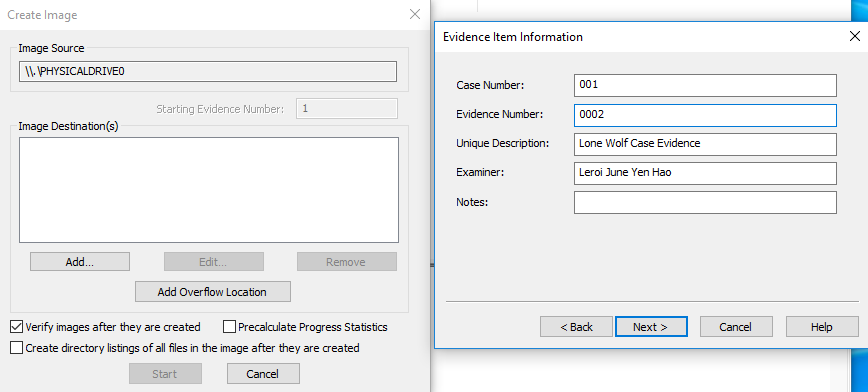 Create Image
Image Source
\\.\PHYSICALDRIVE0
Starting Evidence Number: 1
Image Destination(s)
Add...
Edit...
Remove
Add Overflow Location
Verify images after they are created
Precalculate Progress Statistics
Create directory listings of all files in the image after they are created
Start
Cancel
Evidence Item Information
Case Number: 001
Evidence Number: 0002
Unique Description: Lone Wolf Case Evidence
Examiner: Leroi June Yen Hao
Notes:
< Back
Next >
Cancel
Help